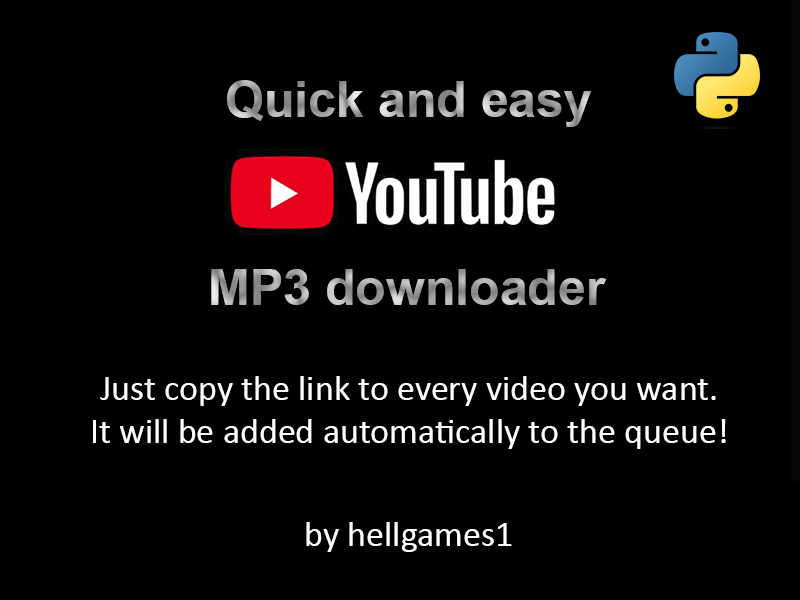 Quick and easy
YouTube
MP3 downloader
Just copy the link to every video you want.
It will be added automatically to the queue!
by hellgames1